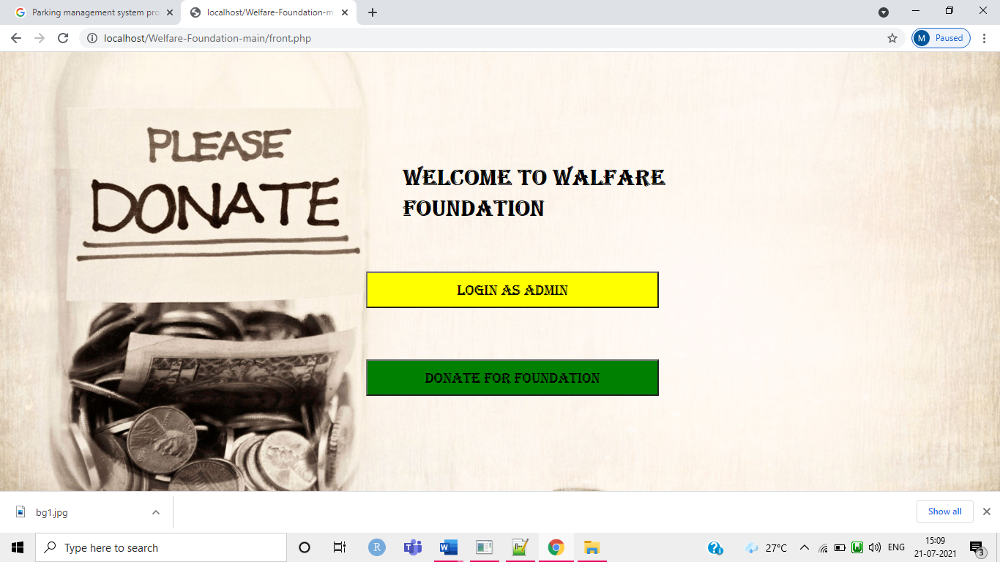 Parking management system pro
localhost/Welfare-Foundation-m
localhost/Welfare-Foundation-main/front.php
M Paused
PLEASE
DONATE
WELCOME TO WALFARE
FOUNDATION
LOGIN AS ADMIN
DONATE FOR FOUNDATION
bg1.jpg
Show all
Type here to search
R
27°C
ENG
15:09
21-07-2021
3